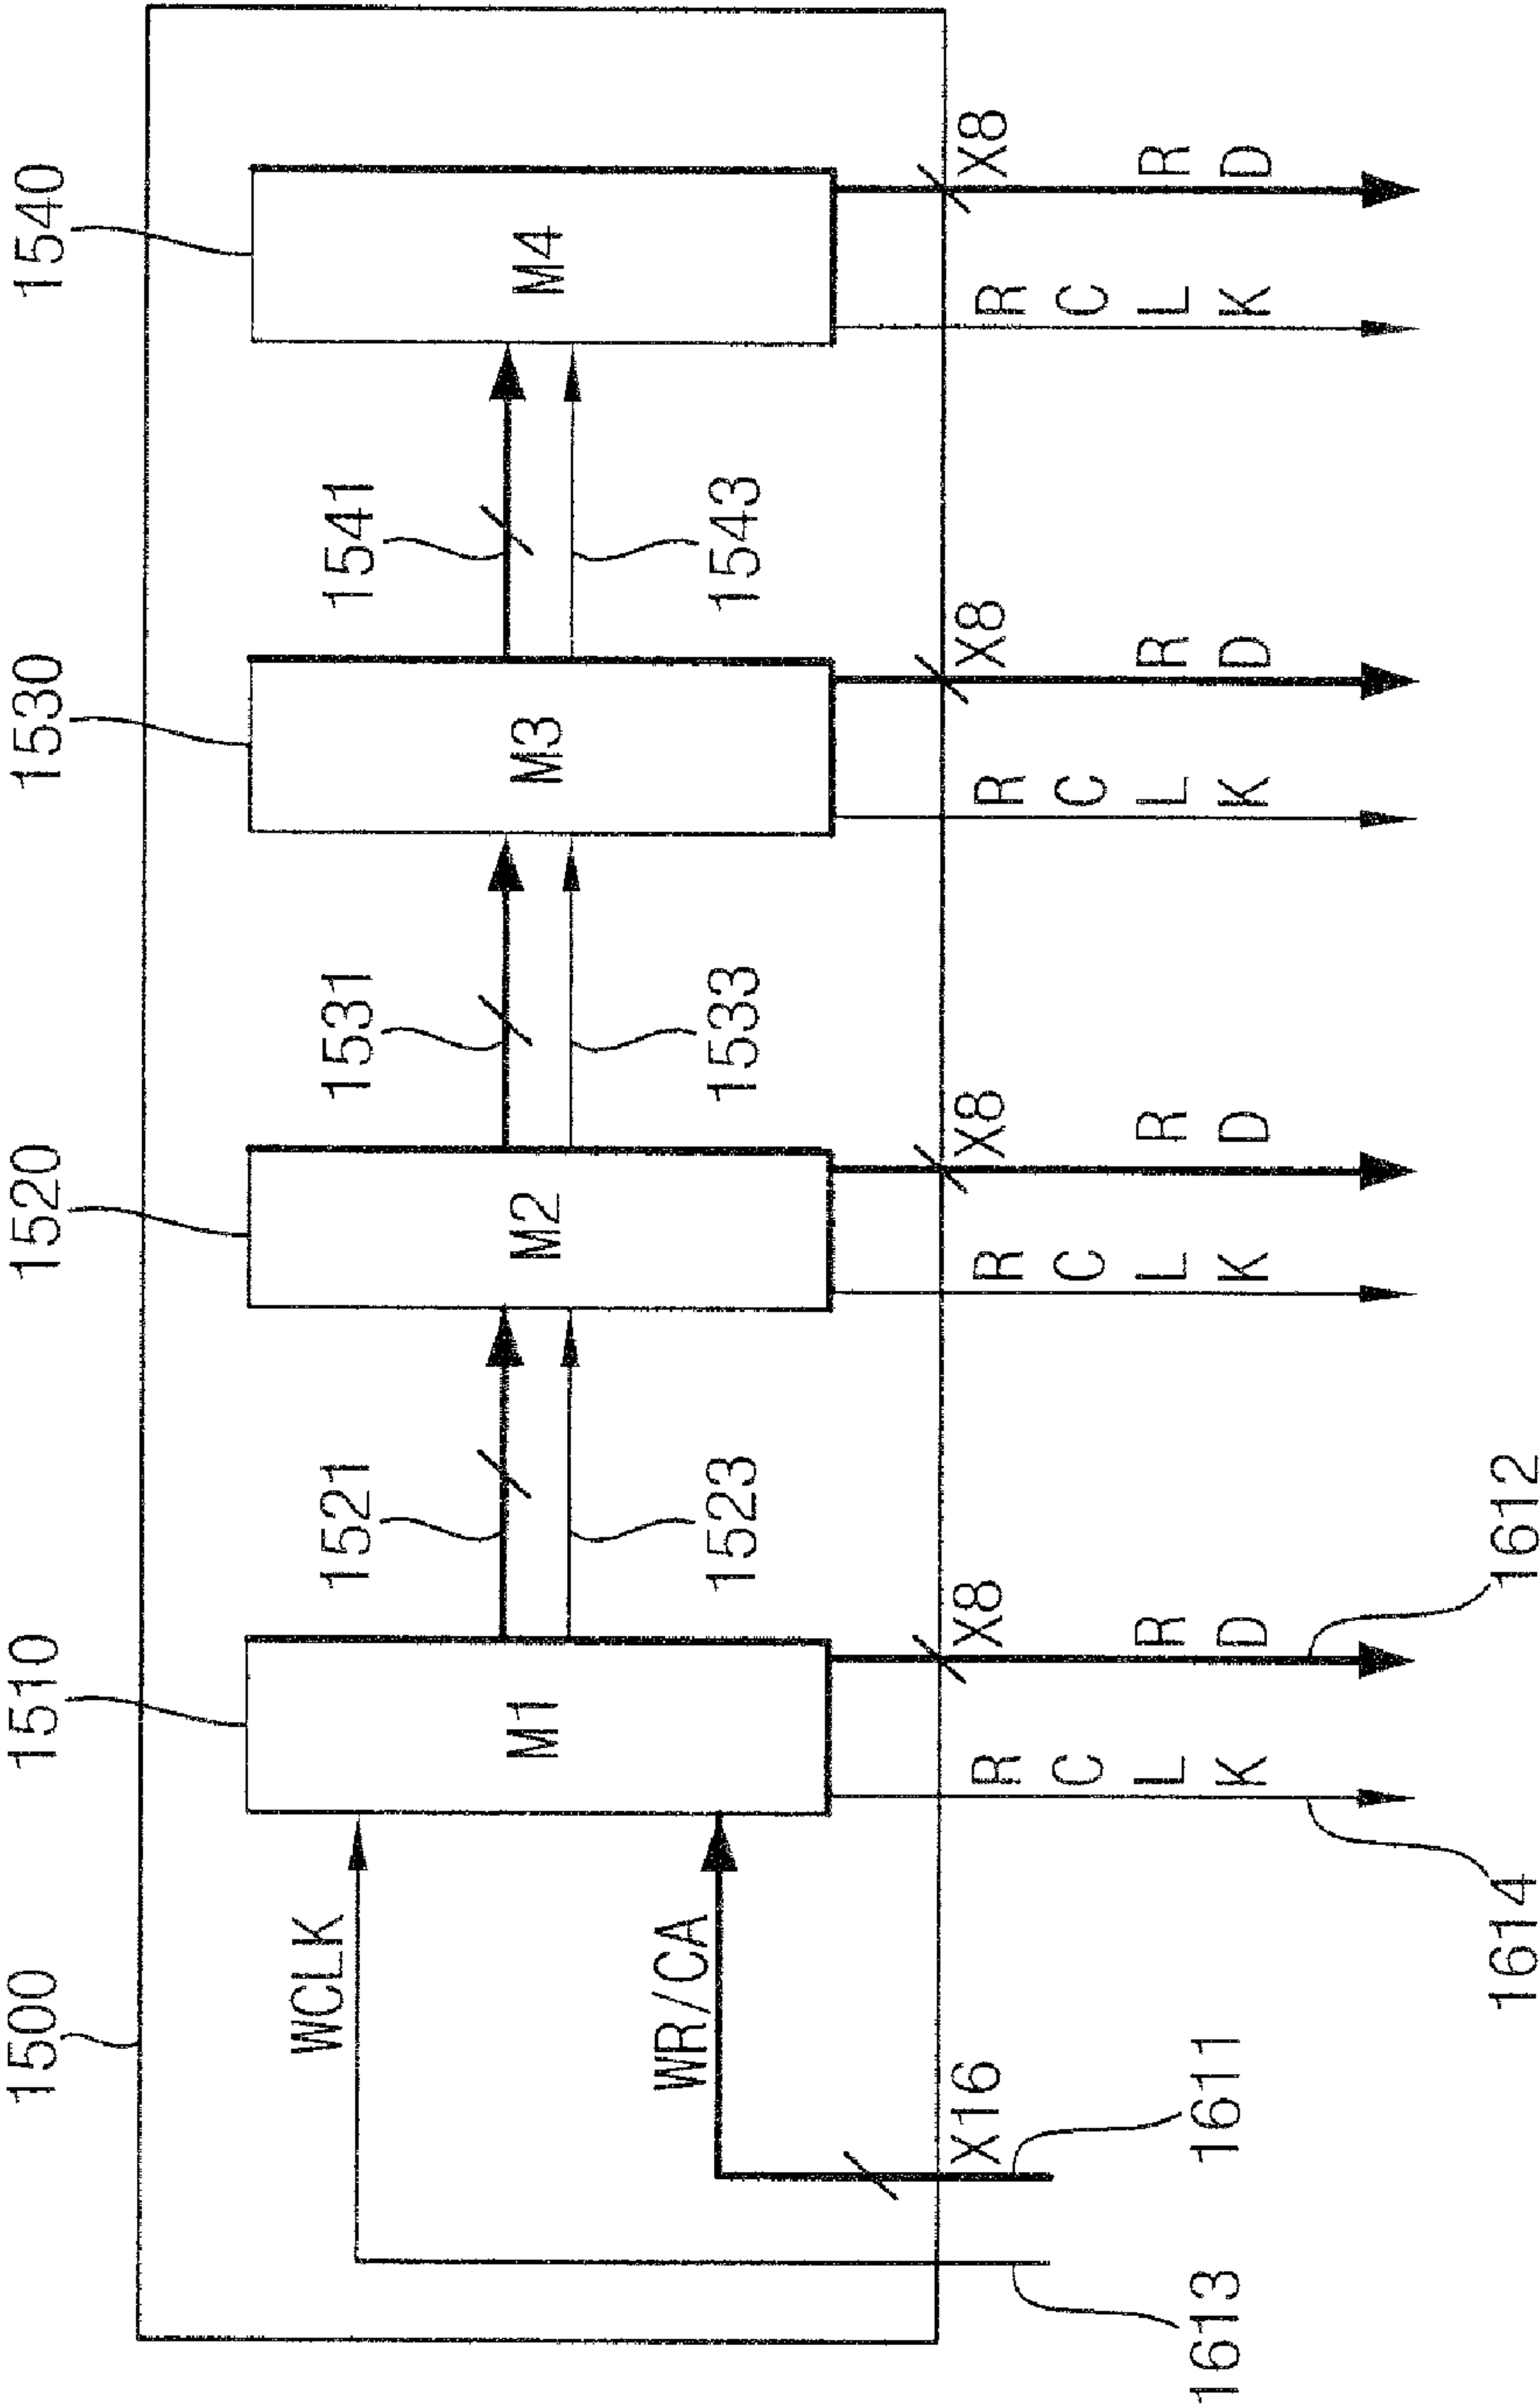 1500
1510
1520
1530
1540
WCLK
1521
1531
1541
M1
M2
M3
M4
WR/CA
1523
1533
1543
X16
X8
X8
X8
X8
RCLK
RD
RCLK
RD
RCLK
RD
RCLK
RD
1613
1611
1614
1612